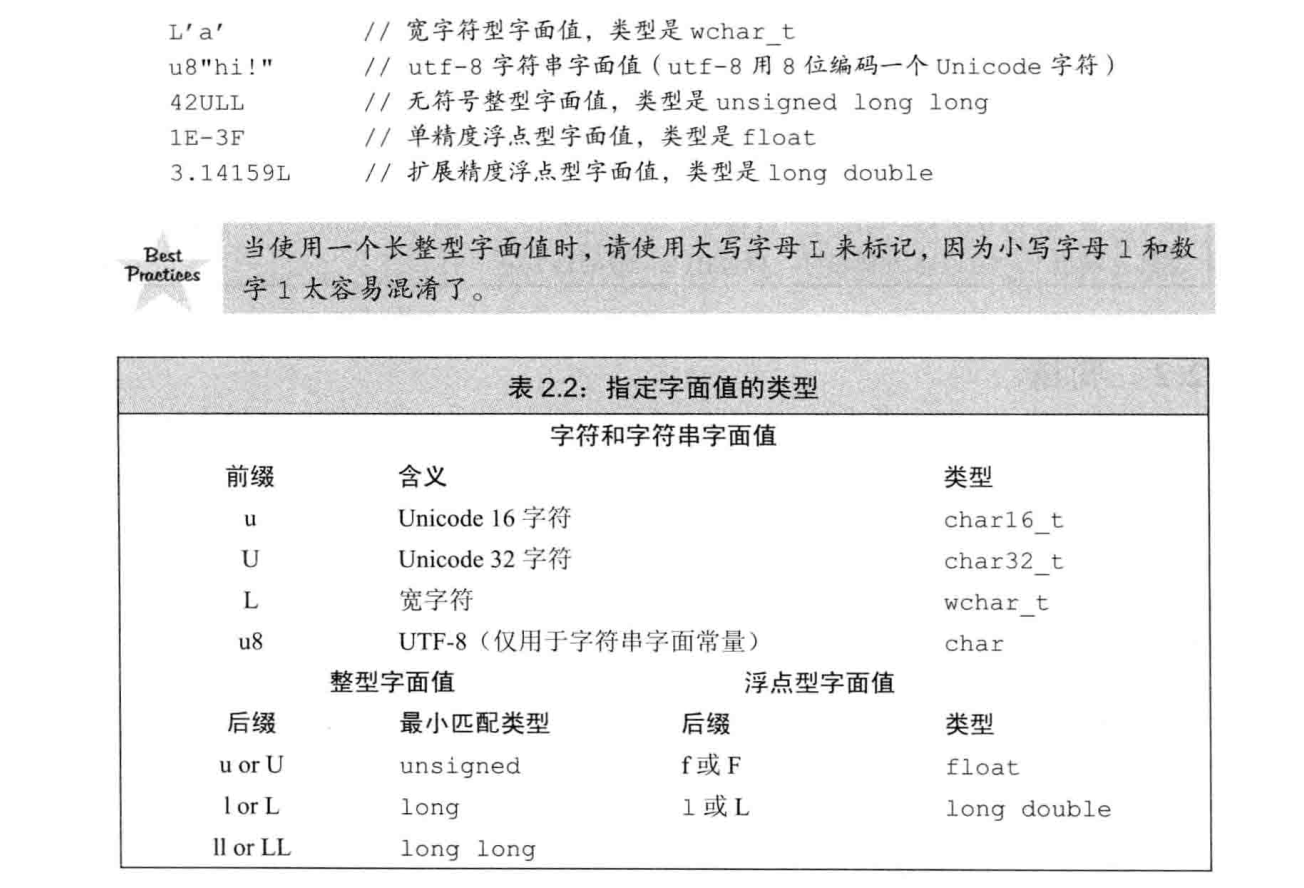 L'a' // 宽字符型字面值，类型是 wchar_t
u8"hi!" // utf-8 字符串字面值（utf-8 用 8 位编码一个 Unicode 字符）
42ULL // 无符号整型字面值，类型是 unsigned long long
1E-3F // 单精度浮点型字面值，类型是 float
3.14159L // 扩展精度浮点型字面值，类型是 long double
Best
Practices
当使用一个长整型字面值时，请使用大写字母 L 来标记，因为小写字母 l 和数
字 1 太容易混淆了。
表 2.2：指定字面值的类型
字符和字符串字面值
前缀 含义 类型
u Unicode 16 字符 char16_t
U Unicode 32 字符 char32_t
L 宽字符 wchar_t
u8 UTF-8（仅用于字符串字面常量） char
整型字面值 浮点型字面值
后缀 最小匹配类型 后缀 类型
u or U unsigned f 或 F float
l or L long l 或 L long double
ll or LL long long